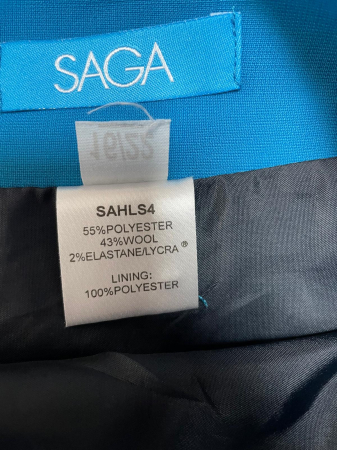 SAGA
SAHLS4
55%POLYESTER
43%WOOL
2%ELASTANE/LYCRA ®
LINING:
100%POLYESTER